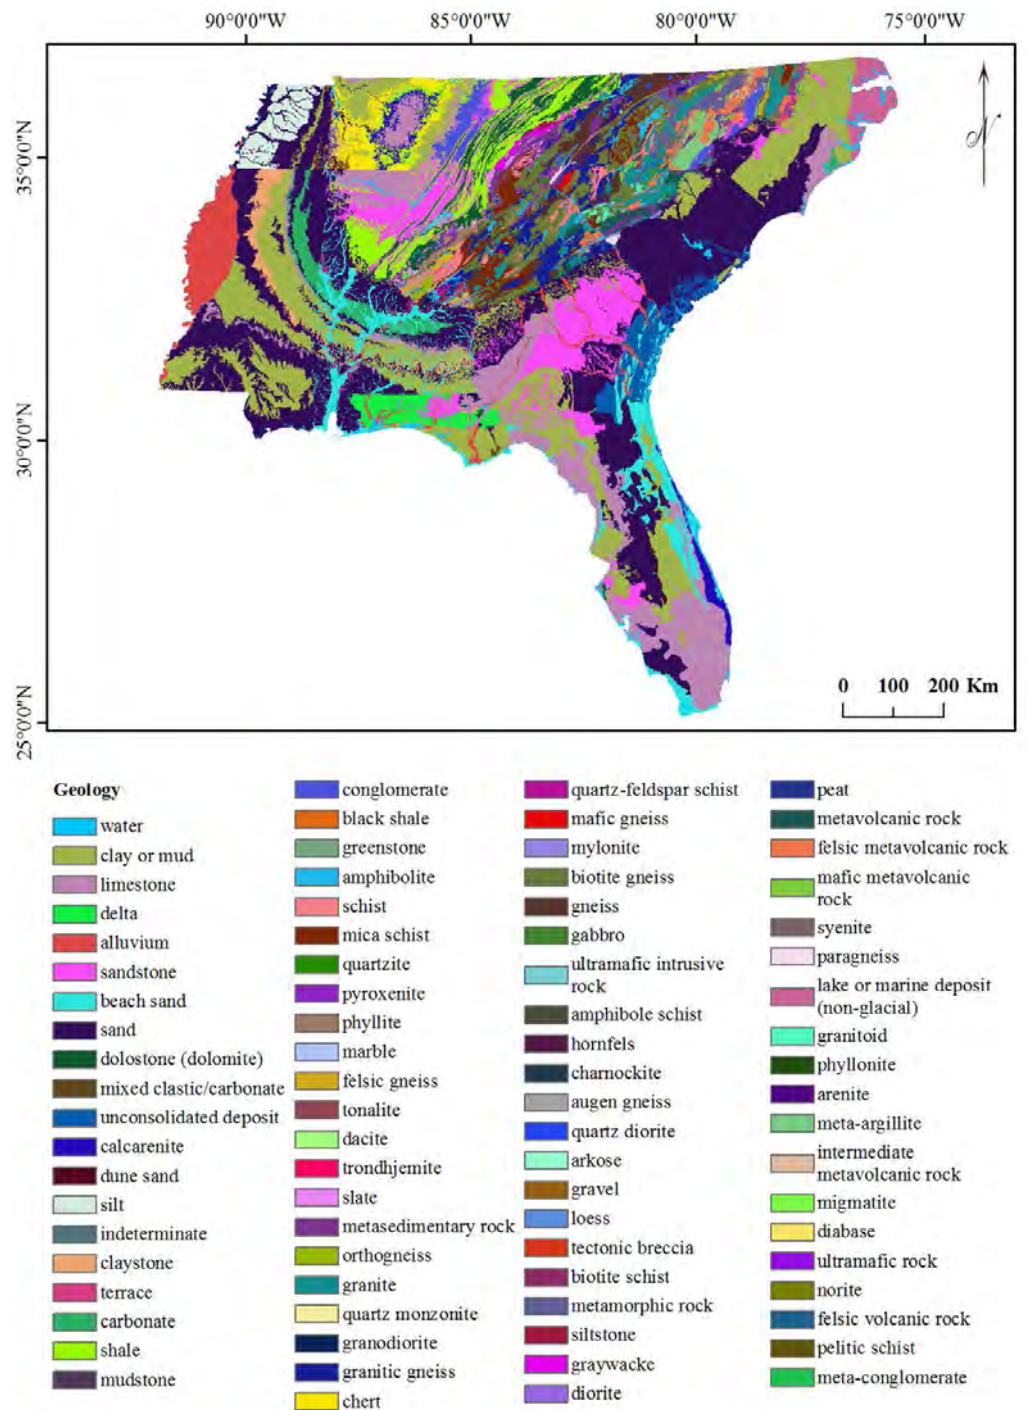 90°0'0"W 85°0'0"W 80°0'0"W 75°0'0"W
N
35°0'0"N
30°0'0"N
25°0'0"N
0 100 200 Km
Geology
water
clay or mud
limestone
delta
alluvium
sandstone
beach sand
sand
dolostone (dolomite)
mixed clastic/carbonate
unconsolidated deposit
calcarenite
dune sand
silt
indeterminate
claystone
terrace
carbonate
shale
mudstone
conglomerate
black shale
greenstone
amphibolite
schist
mica schist
quartzite
pyroxenite
phyllite
marble
felsic gneiss
tonalite
dacite
trondhjemite
slate
metasedimentary rock
orthogneiss
granite
quartz monzonite
granodiorite
granitic gneiss
chert
quartz-feldspar schist
mafic gneiss
mylonite
biotite gneiss
gneiss
gabbro
ultramafic intrusive
rock
amphibole schist
hornfels
charnockite
augen gneiss
quartz diorite
arkose
gravel
loess
tectonic breccia
biotite schist
metamorphic rock
siltstone
graywacke
diorite
peat
metavolcanic rock
felsic metavolcanic rock
mafic metavolcanic
rock
syenite
paragneiss
lake or marine deposit
(non-glacial)
granitoid
phyllonite
arenite
meta-argillite
intermediate
metavolcanic rock
migmatite
diabase
ultramafic rock
norite
felsic volcanic rock
pelitic schist
meta-conglomerate